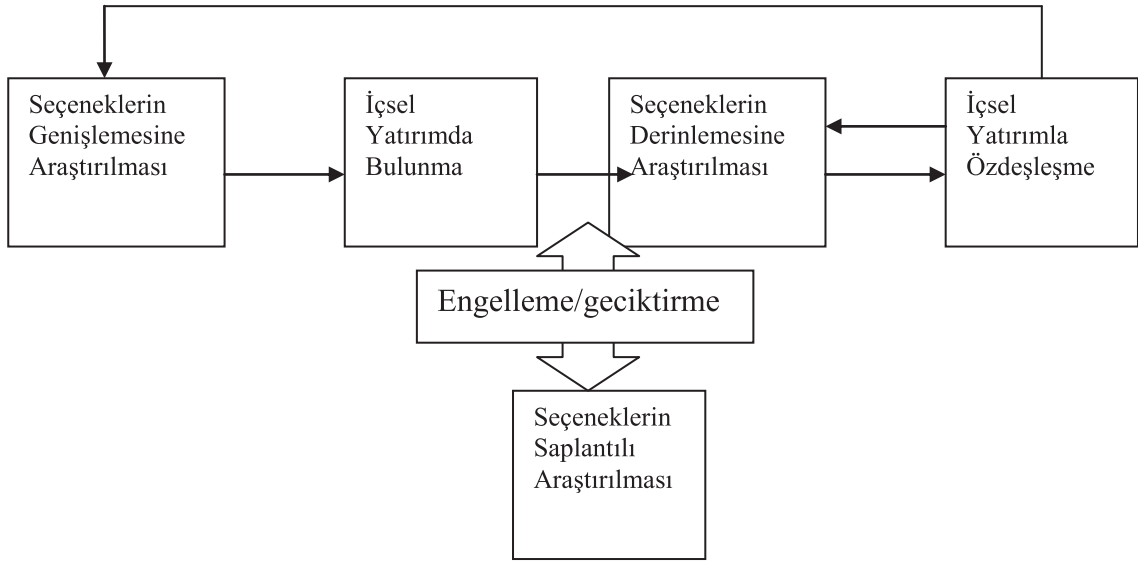 Seçeneklerin
Genişlemesine
Araştırılması
İçsel
Yatırımda
Bulunma
Seçeneklerin
Derinlemesine
Araştırılması
İçsel
Yatırımla
Özdeşleşme
Engelleme/geciktirme
Seçeneklerin
Saplantılı
Araştırılması